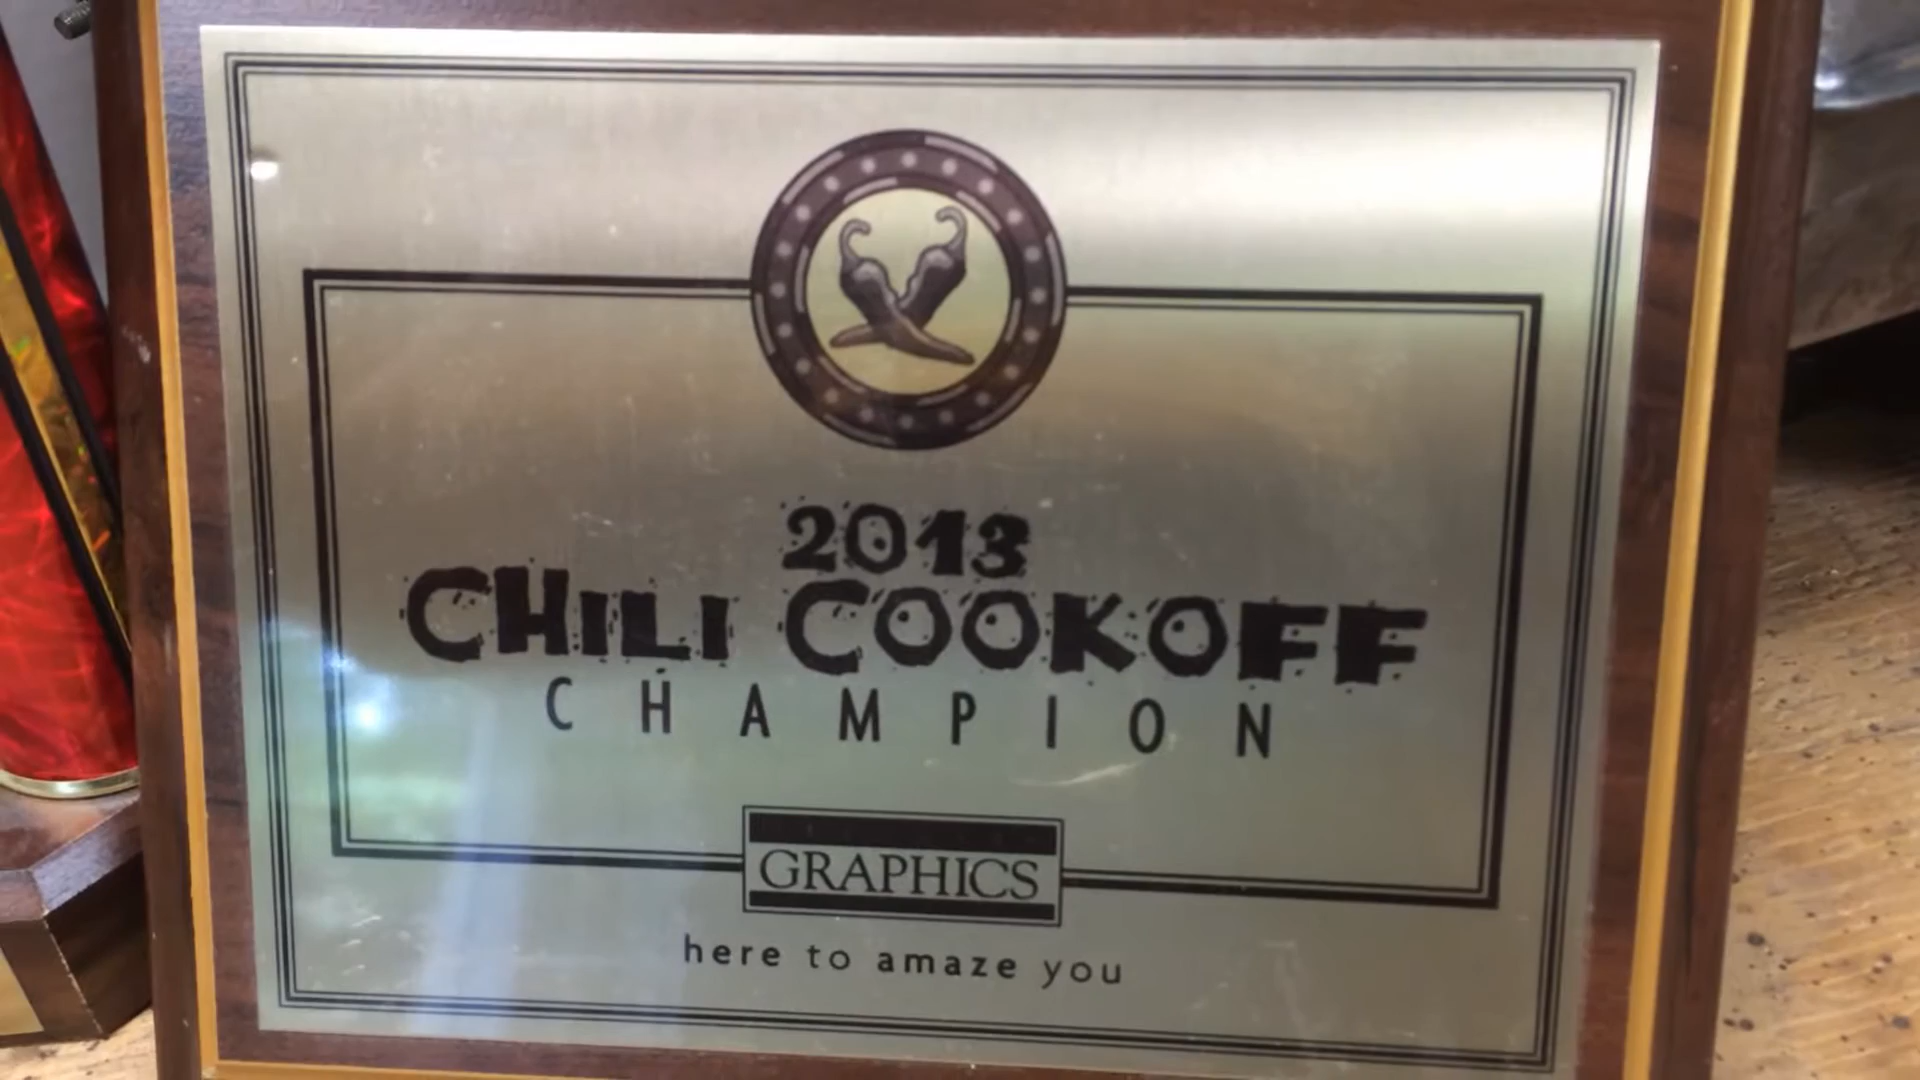 2013
CHILI COOKOFF
CHAMPION
GRAPHICS
here to amaze you